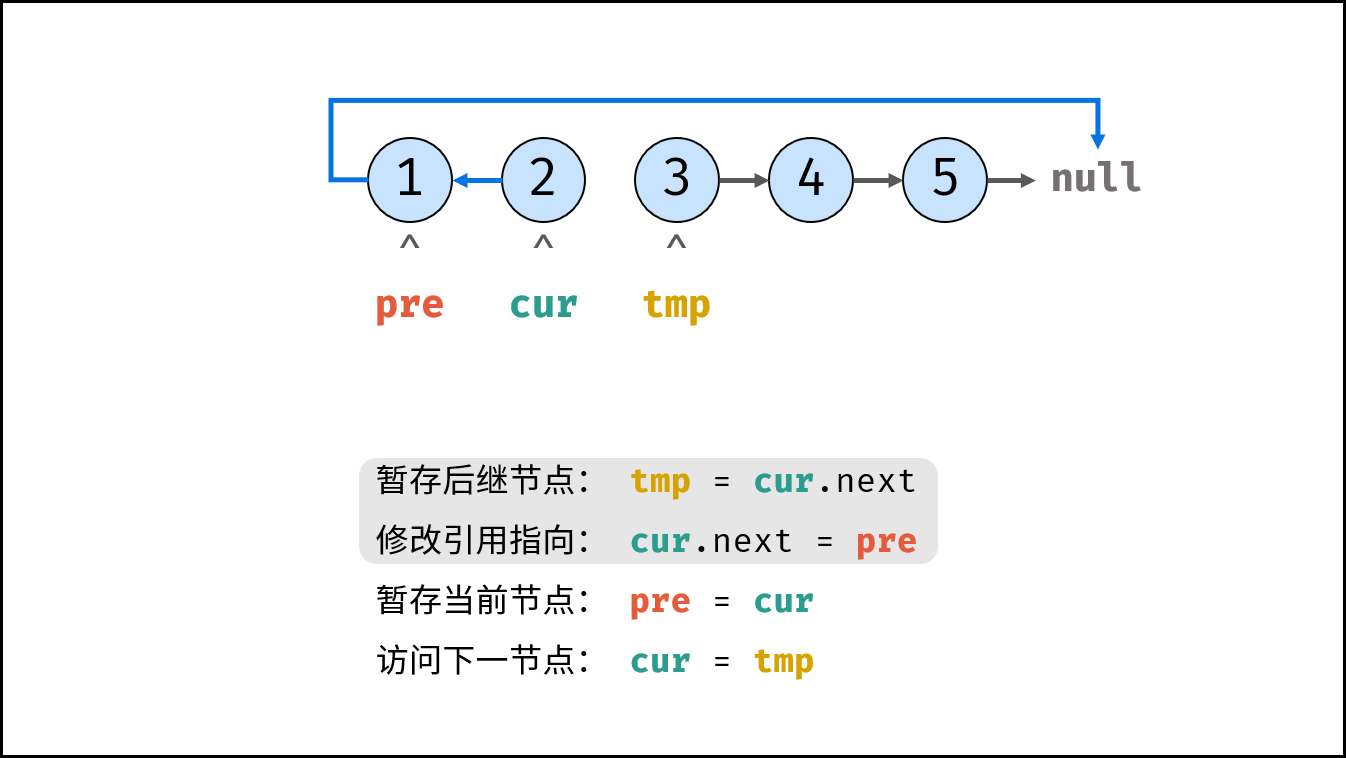 1 2 3 4 5 null
^ ^ ^
pre cur tmp
暂存后继节点： tmp = cur.next
修改引用指向： cur.next = pre
暂存当前节点： pre = cur
访问下一节点： cur = tmp